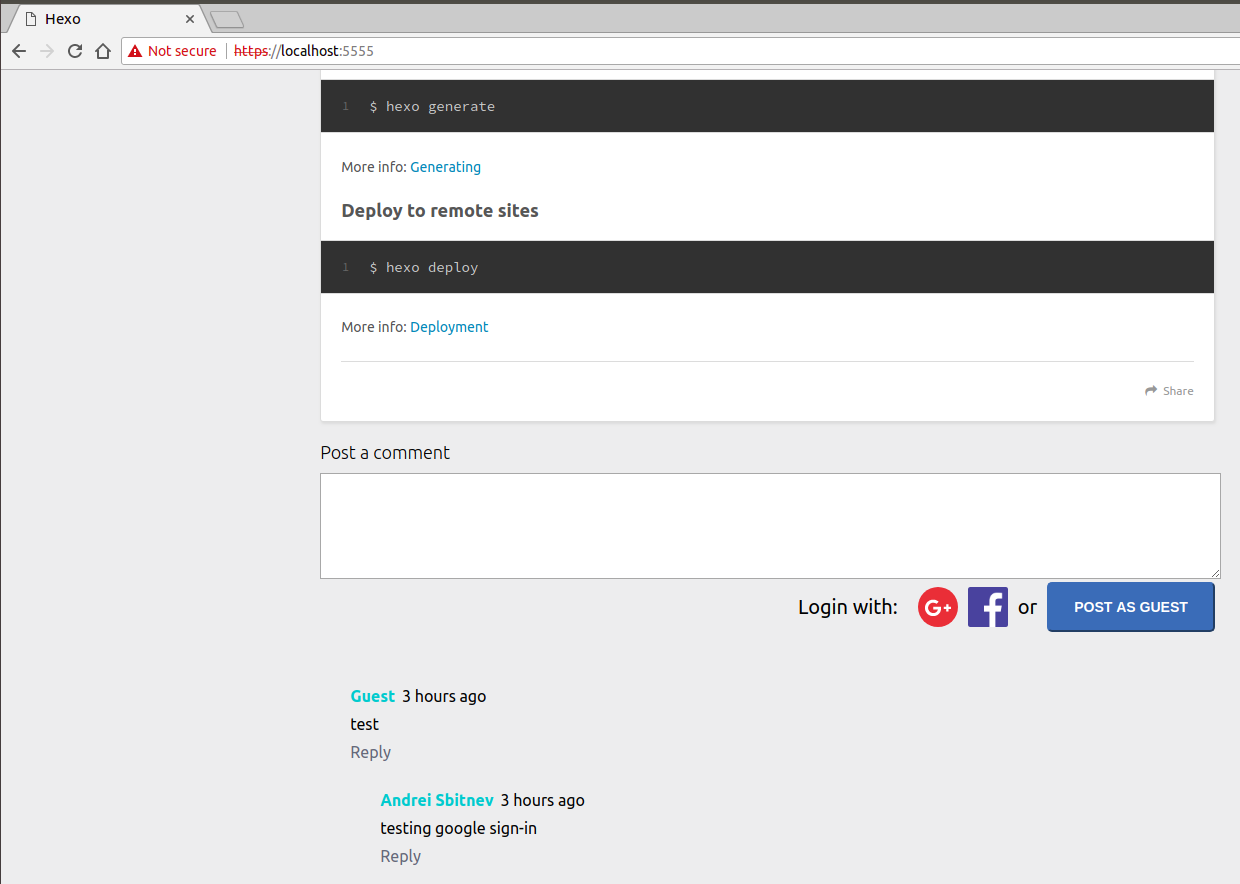 Hexo
Not secure https://localhost:5555
1 $ hexo generate
More info: Generating
Deploy to remote sites
1 $ hexo deploy
More info: Deployment
Share
Post a comment
Login with: G+ f or POST AS GUEST
Guest 3 hours ago
test
Reply
Andrei Sbitnev 3 hours ago
testing google sign-in
Reply